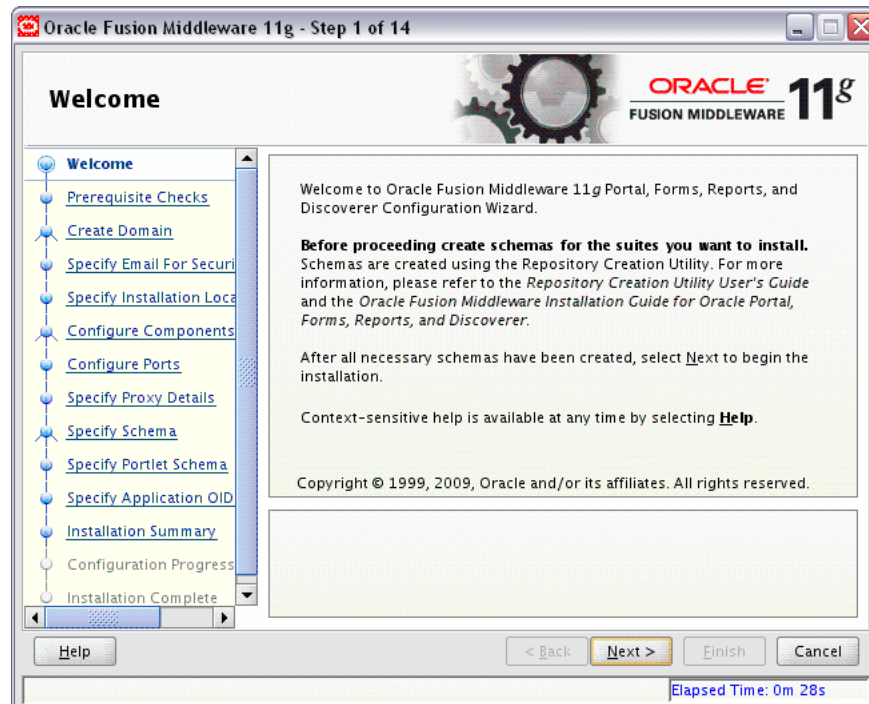 Oracle Fusion Middleware 11g - Step 1 of 14
Welcome
ORACLE
FUSION MIDDLEWARE
11g
Welcome
Prerequisite Checks
Create Domain
Specify Email For Securi
Specify Installation Loca
Configure Components
Configure Ports
Specify Proxy Details
Specify Schema
Specify Portlet Schema
Specify Application OID
Installation Summary
Configuration Progress
Installation Complete
Welcome to Oracle Fusion Middleware 11g Portal, Forms, Reports, and
Discoverer Configuration Wizard.
Before proceeding create schemas for the suites you want to install.
Schemas are created using the Repository Creation Utility. For more
information, please refer to the Repository Creation Utility User's Guide
and the Oracle Fusion Middleware Installation Guide for Oracle Portal,
Forms, Reports, and Discoverer.
After all necessary schemas have been created, select Next to begin the
installation.
Context-sensitive help is available at any time by selecting Help.
Copyright © 1999, 2009, Oracle and/or its affiliates. All rights reserved.
Help
< Back
Next >
Finish
Cancel
Elapsed Time: 0m 28s